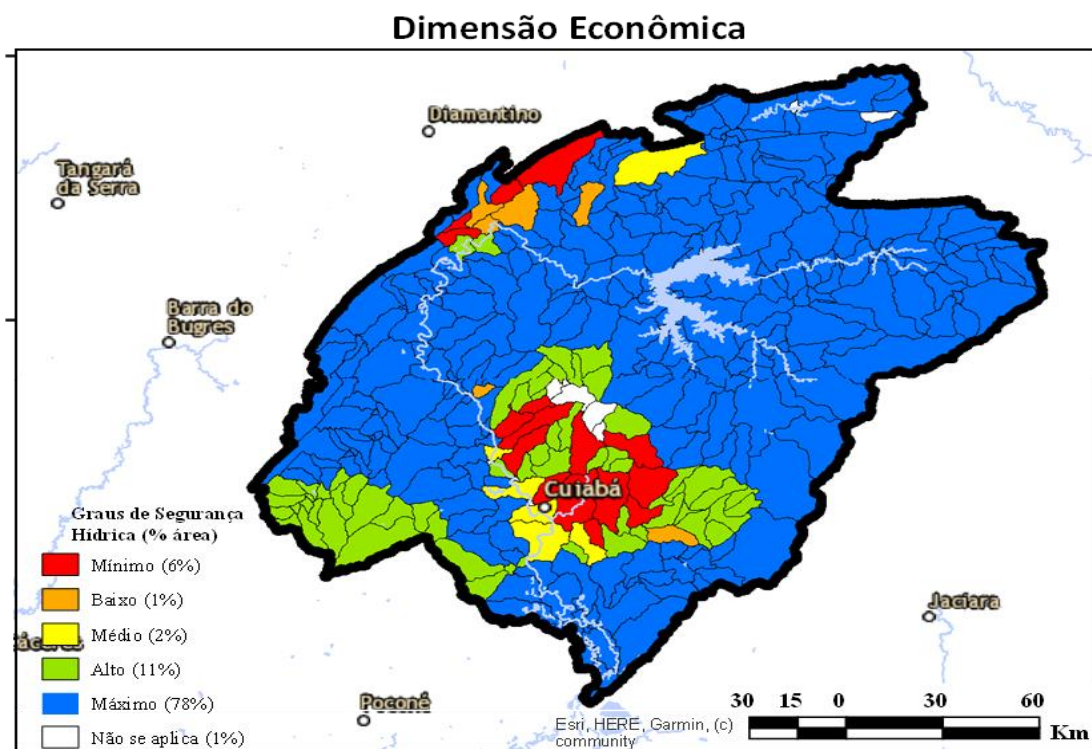 Dimensão Econômica
Diamantino
Tangará
da Serra
Barra do
Bugres
Cuiabá
Graus de Segurança
Hídrica (% área)
Mínimo (6%)
Baixo (1%)
Médio (2%)
Alto (11%)
Máximo (78%)
Não se aplica (1%)
Jaciara
áceres
Poconé
30 15 0 30 60
Km
Esri, HERE, Garmin, (c)
community